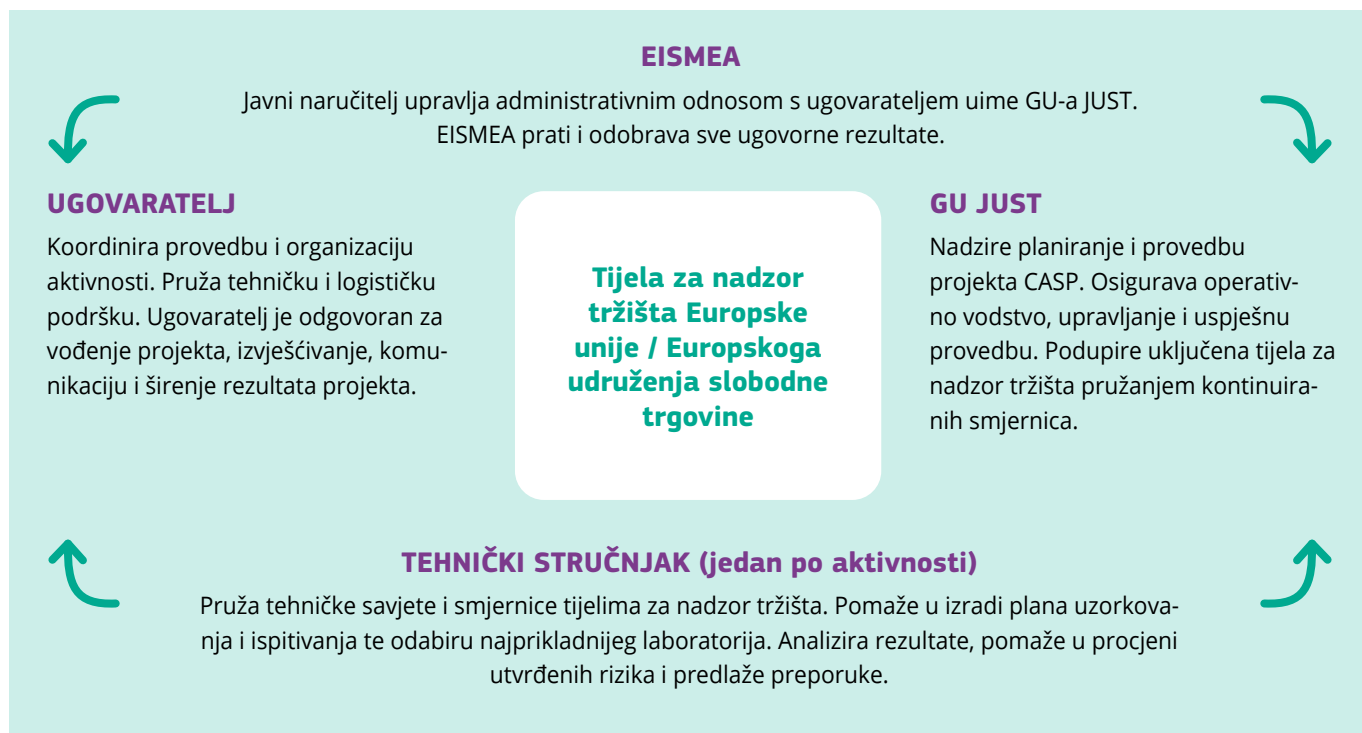 EISMEA
Javni naručitelj upravlja administrativnim odnosom s ugovarateljem uime GU-a JUST.
EISMEA prati i odobrava sve ugovorne rezultate.
UGOVARATELJ
Koordinira provedbu i organizaciju
aktivnosti. Pruža tehničku i logističku
podršku. Ugovaratelj je odgovoran za
vođenje projekta, izvješćivanje, komu-
nikaciju i širenje rezultata projekta.
Tijela za nadzor
tržišta Europske
unije / Europskoga
udruženja slobodne
trgovine
GU JUST
Nadzire planiranje i provedbu
projekta CASP. Osigurava operativ-
no vodstvo, upravljanje i uspješnu
provedbu. Podupire uključena tijela za
nadzor tržišta pružanjem kontinuira-
nih smjernica.
TEHNIČKI STRUČNJAK (jedan po aktivnosti)
Pruža tehničke savjete i smjernice tijelima za nadzor tržišta. Pomaže u izradi plana uzorkova-
nja i ispitivanja te odabiru najprikladnijeg laboratorija. Analizira rezultate, pomaže u procjeni
utvrđenih rizika i predlaže preporuke.